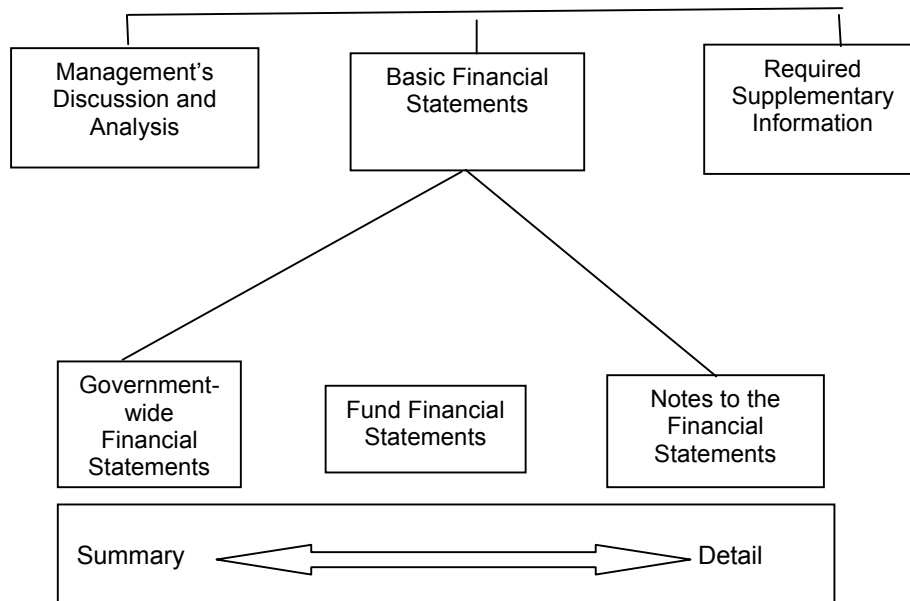 Management’s
Discussion and
Analysis
Basic Financial
Statements
Required
Supplementary
Information
Government-
wide
Financial
Statements
Fund Financial
Statements
Notes to the
Financial
Statements
Summary
Detail